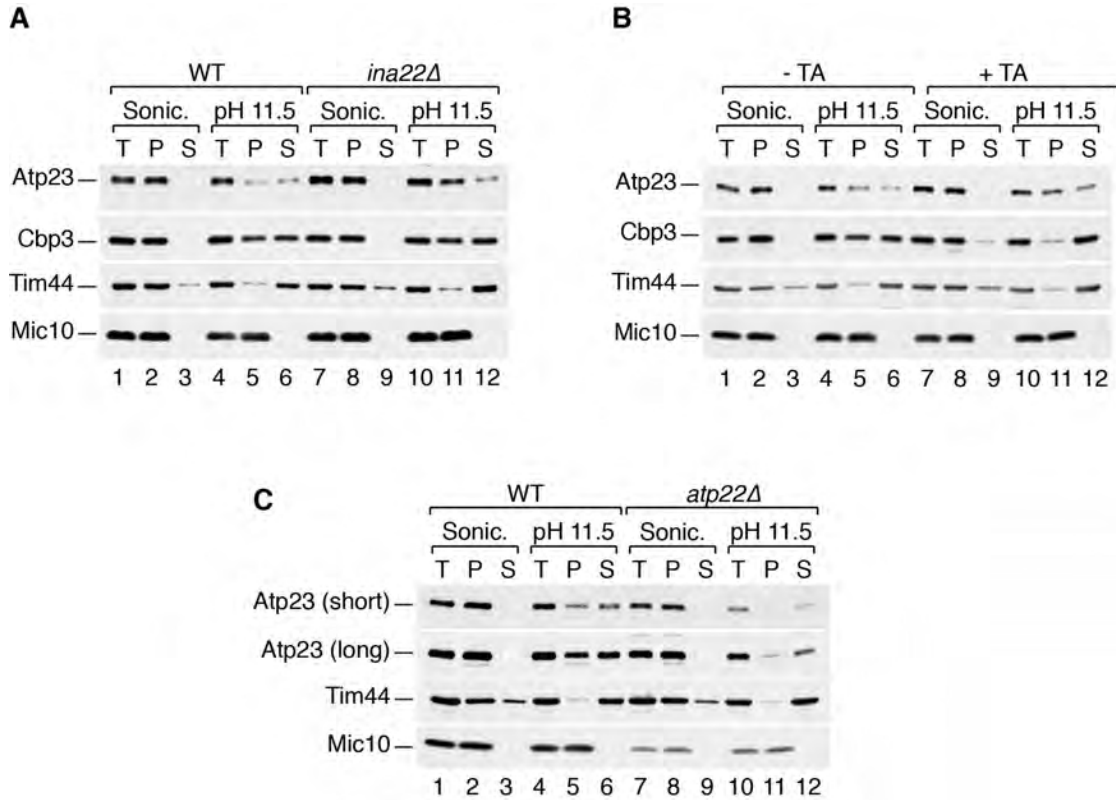 A
WT ina22Δ
Sonic. pH 11.5 Sonic. pH 11.5
T P S T P S T P S T P S
Atp23
Cbp3
Tim44
Mic10
1 2 3 4 5 6 7 8 9 10 11 12
B
- TA + TA
Sonic. pH 11.5 Sonic. pH 11.5
T P S T P S T P S T P S
Atp23
Cbp3
Tim44
Mic10
1 2 3 4 5 6 7 8 9 10 11 12
C
WT atp22Δ
Sonic. pH 11.5 Sonic. pH 11.5
T P S T P S T P S T P S
Atp23 (short)
Atp23 (long)
Tim44
Mic10
1 2 3 4 5 6 7 8 9 10 11 12